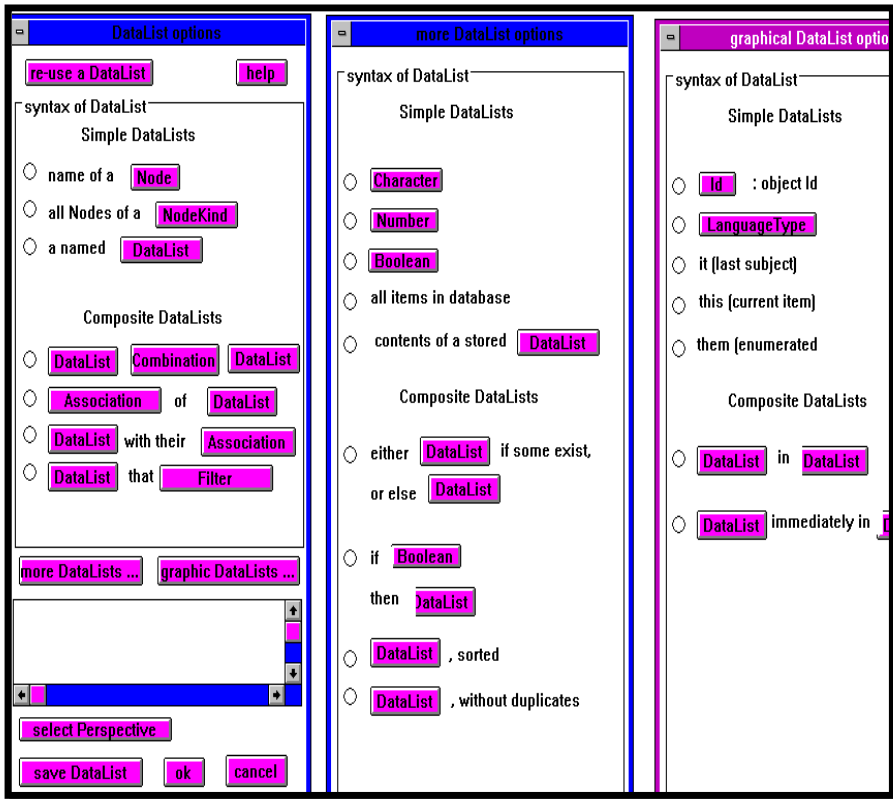 DataList options
re-use a DataList help
syntax of DataList
Simple DataLists
name of a Node
all Nodes of a NodeKind
a named DataList
Composite DataLists
DataList Combination DataList
Association of DataList
DataList with their Association
DataList that Filter
more DataLists ... graphic DataLists ...
select Perspective
save DataList ok cancel
more DataList options
syntax of DataList
Simple DataLists
Character
Number
Boolean
all items in database
contents of a stored DataList
Composite DataLists
either DataList if some exist,
or else DataList
if Boolean
then DataList
DataList , sorted
DataList , without duplicates
graphical DataList optio
syntax of DataList
Simple DataLists
Id : object Id
LanguageType
it (last subject)
this (current item)
them (enumerated
Composite DataLists
DataList in DataList
DataList immediately in D